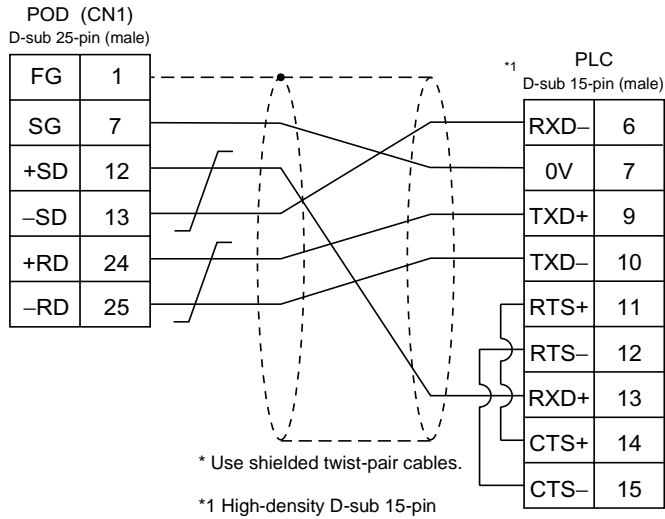 POD (CN1)
D-sub 25-pin (male)
FG 1
SG 7
+SD 12
−SD 13
+RD 24
−RD 25
*1
PLC
D-sub 15-pin (male)
RXD− 6
0V 7
TXD+ 9
TXD− 10
RTS+ 11
RTS− 12
RXD+ 13
CTS+ 14
CTS− 15
* Use shielded twist-pair cables.
*1 High-density D-sub 15-pin